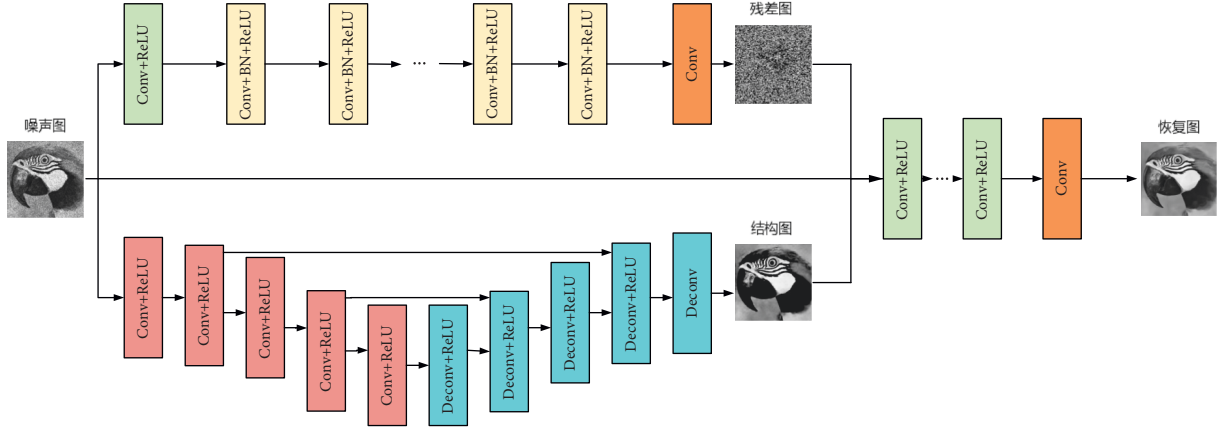 残差图
Conv+ReLU
Conv+BN+ReLU
Conv+BN+ReLU
...
Conv+BN+ReLU
Conv+BN+ReLU
Conv
噪声图
Conv+ReLU
...
Conv+ReLU
Conv
恢复图
结构图
Conv+ReLU
Conv+ReLU
Conv+ReLU
Conv+ReLU
Conv+ReLU
Deconv+ReLU
Deconv+ReLU
Deconv+ReLU
Deconv+ReLU
Deconv